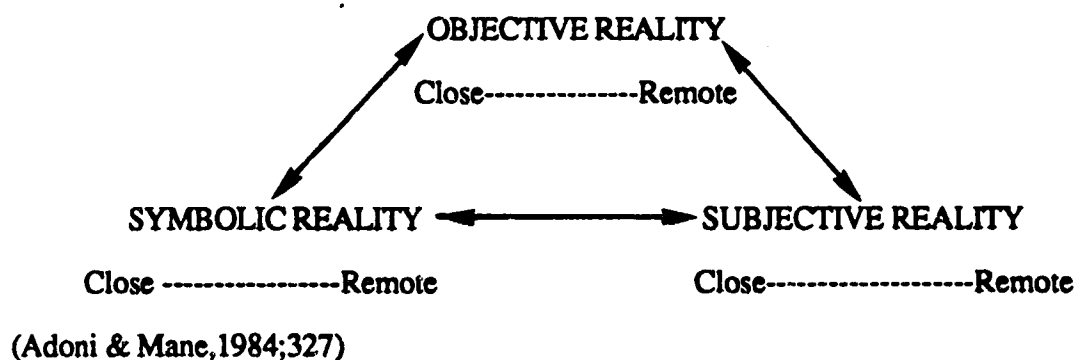 OBJECTIVE REALITY
Close---------------Remote
SYMBOLIC REALITY SUBJECTIVE REALITY
Close -----------------Remote Close--------------------Remote
(Adoni & Mane,1984;327)